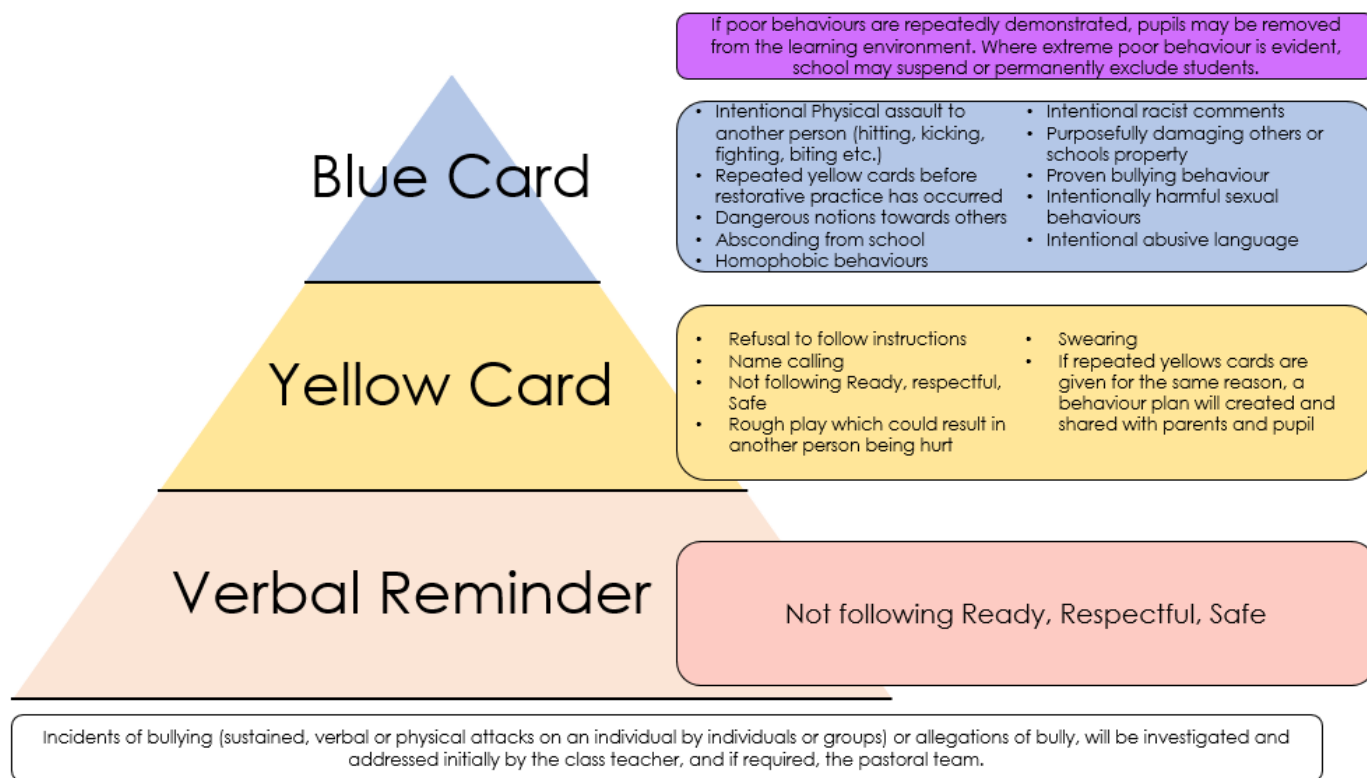 If poor behaviours are repeatedly demonstrated, pupils may be removed
from the learning environment. Where extreme poor behaviour is evident,
school may suspend or permanently exclude students.
Blue Card
• Intentional Physical assault to
another person (hitting, kicking,
fighting, biting etc.)
• Repeated yellow cards before
restorative practice has occurred
• Dangerous notions towards others
• Absconding from school
• Homophobic behaviours
• Intentional racist comments
• Purposefully damaging others or
schools property
• Proven bullying behaviour
• Intentionally harmful sexual
behaviours
• Intentional abusive language
Yellow Card
• Refusal to follow instructions
• Name calling
• Not following Ready, respectful,
Safe
• Rough play which could result in
another person being hurt
• Swearing
• If repeated yellows cards are
given for the same reason, a
behaviour plan will created and
shared with parents and pupil
Verbal Reminder
Not following Ready, Respectful, Safe
Incidents of bullying (sustained, verbal or physical attacks on an individual by individuals or groups) or allegations of bully, will be investigated and
addressed initially by the class teacher, and if required, the pastoral team.